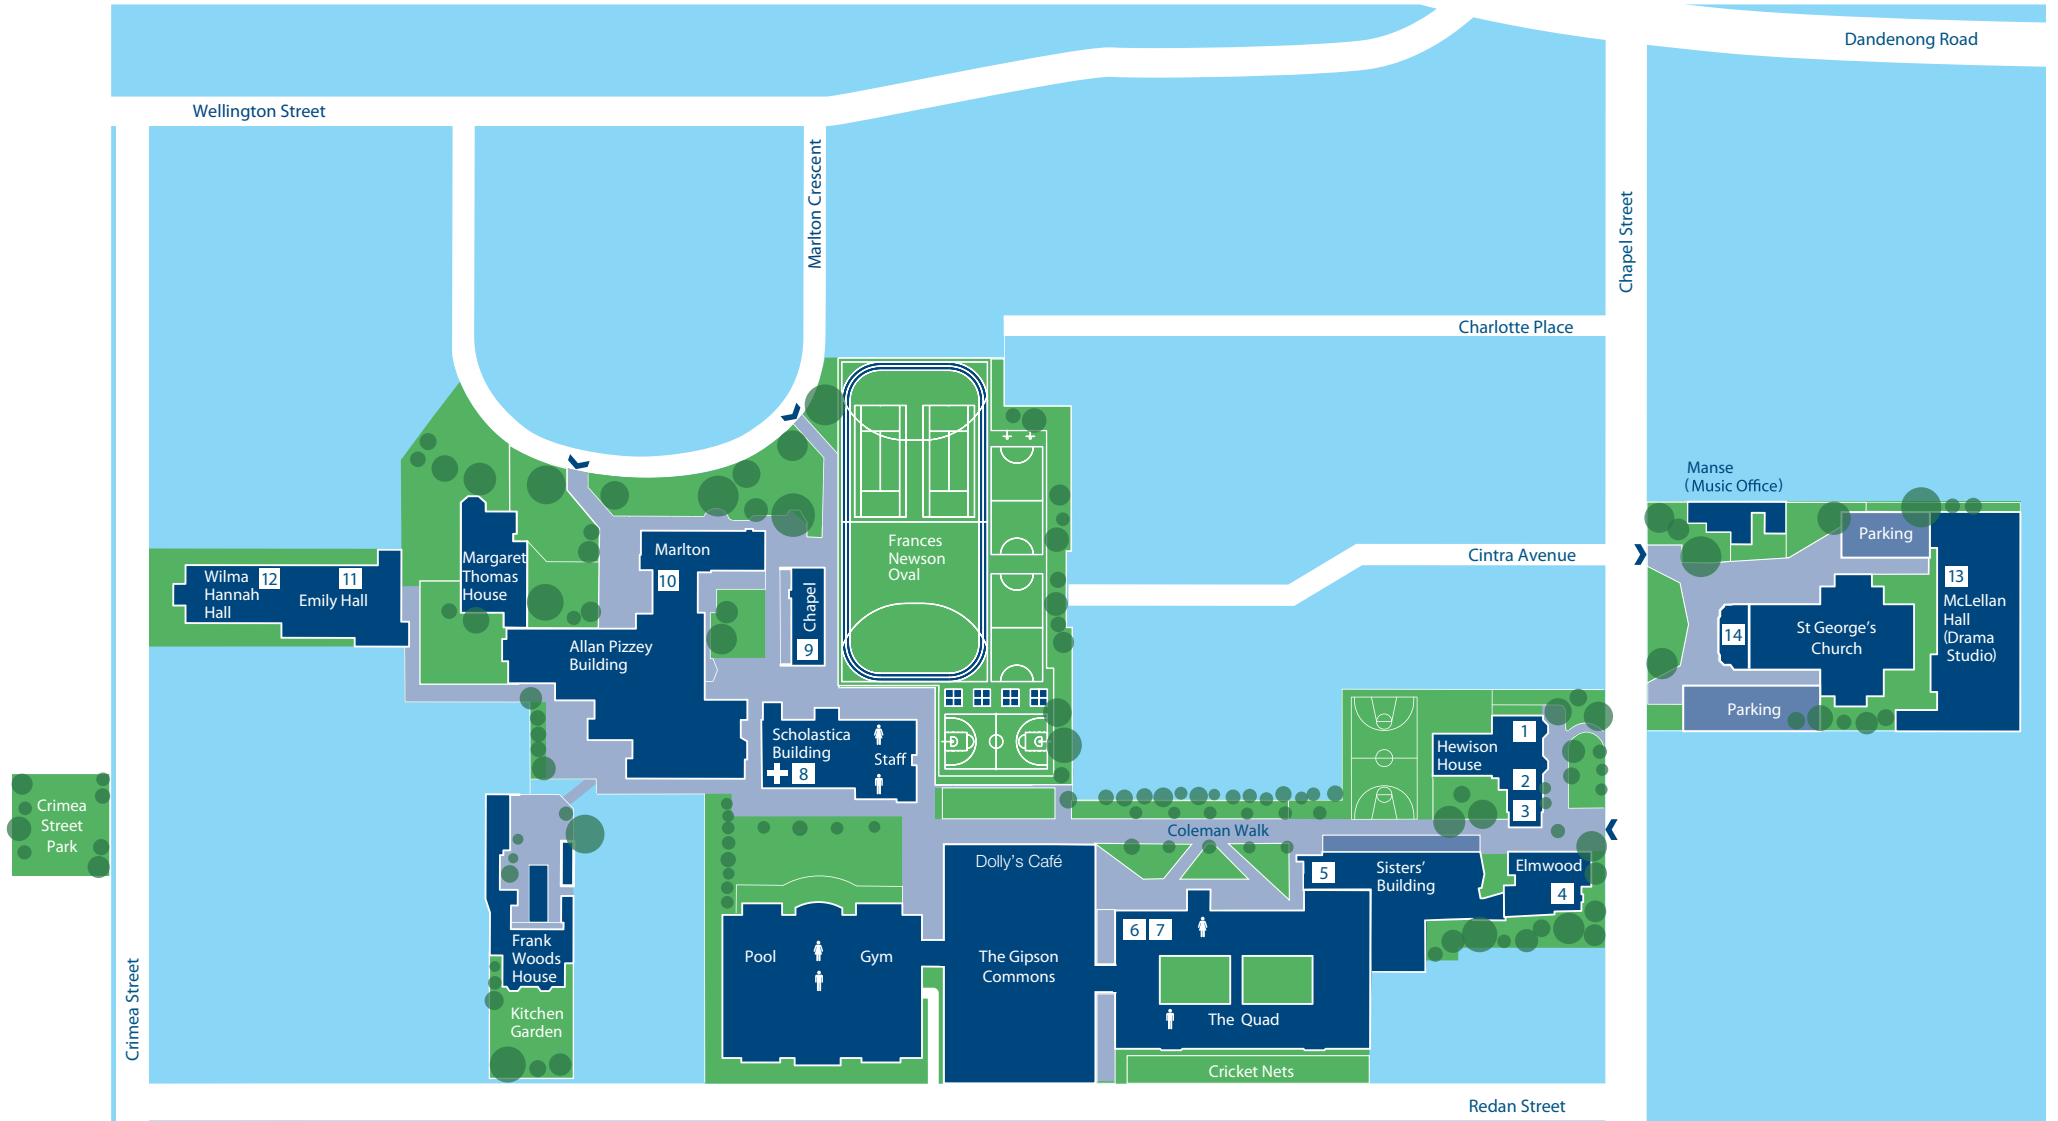 Dandenong Road
Wellington Street
Marlton Crescent
Chapel Street
Charlotte Place
Manse
(Music Office)
Parking
Frances
Newson
Oval
Marlton
10
Margaret
Thomas
House
Wilma
Hannah
Hall
12
11
Emily Hall
Cintra Avenue
13
McLellan
Hall
(Drama
Studio)
Chapel
9
14
St George's
Church
Allan Pizzey
Building
Parking
Scholastica
Building
8
Staff
1
Hewison
House
2
3
Crimea
Street
Park
Coleman Walk
Dolly's Café
5
Sisters'
Building
Elmwood
4
6 7
Frank
Woods
House
Pool
Gym
The Gipson
Commons
Kitchen
Garden
The Quad
Crimea Street
Cricket Nets
Redan Street